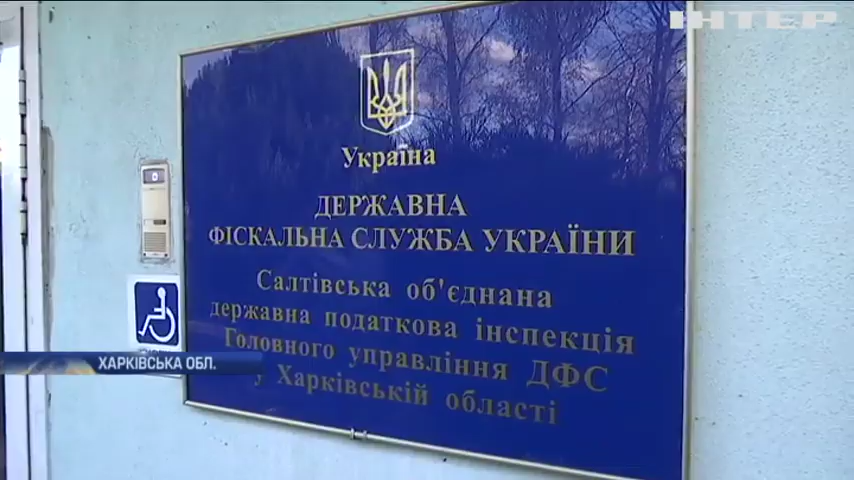 ІНТЕР
Україна
ДЕРЖАВНА
ФІСКАЛЬНА СЛУЖБА УКРАЇНИ
Салтівська об'єднана
державна податкова інспекція
Головного управління ДФС
у Харківській області
ХАРКІВСЬКА ОБЛ.